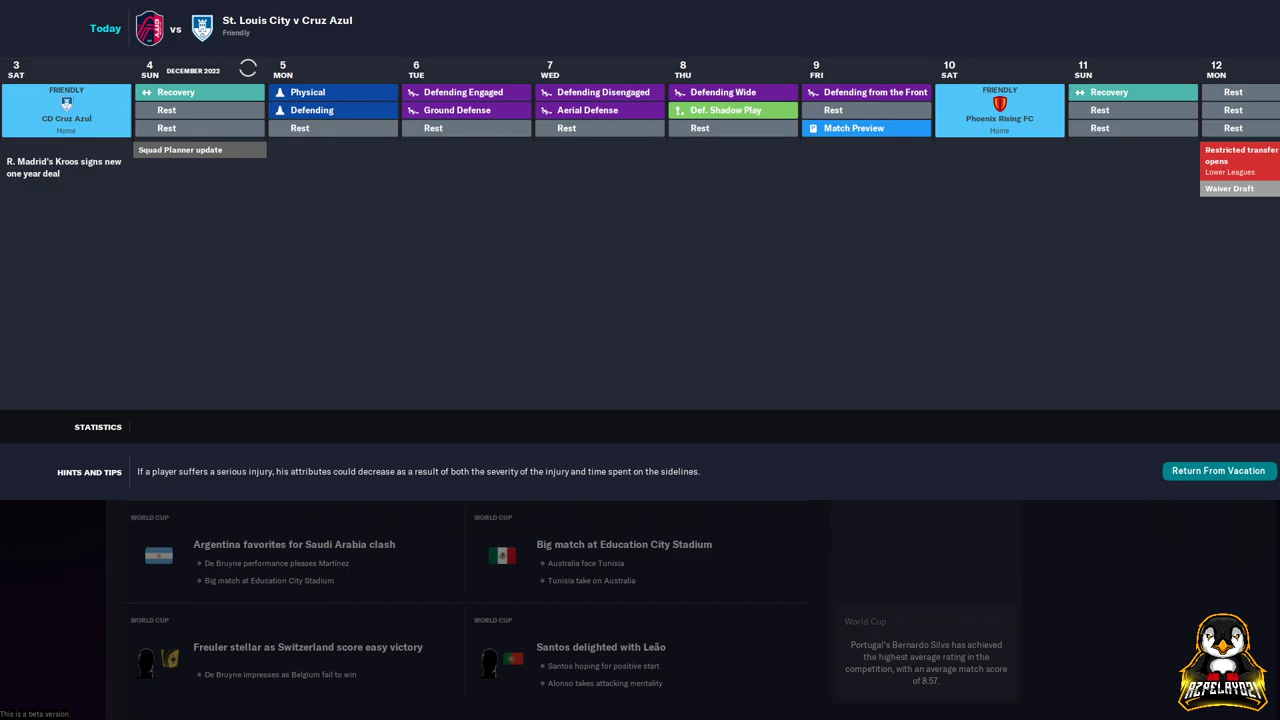 Today
CITY
vs
St. Louis City v Cruz Azul
Friendly
3
SAT
4
SUN
DECEMBER 2022
5
MON
6
TUE
7
WED
8
THU
9
FRI
10
SAT
11
SUN
12
MON
FRIENDLY
CD Cruz Azul
Home
Recovery
Rest
Rest
Physical
Defending
Rest
Defending Engaged
Ground Defense
Rest
Defending Disengaged
Aerial Defense
Rest
Defending Wide
Def. Shadow Play
Rest
Defending from the Front
Rest
Match Preview
FRIENDLY
Phoenix Rising FC
Home
Recovery
Rest
Rest
Rest
Rest
Rest
R. Madrid's Kroos signs new
one year deal
Squad Planner update
Restricted transfer
opens
Lower Leagues
Waiver Draft
STATISTICS
HINTS AND TIPS
If a player suffers a serious injury, his attributes could decrease as a result of both the severity of the injury and time spent on the sidelines.
Return From Vacation
WORLD CUP
Argentina favorites for Saudi Arabia clash
De Bruyne performance pleases Martínez
Big match at Education City Stadium
WORLD CUP
Big match at Education City Stadium
Australia face Tunisia
Tunisia take on Australia
WORLD CUP
Freuler stellar as Switzerland score easy victory
De Bruyne impresses as Belgium fail to win
WORLD CUP
Santos delighted with Leão
Santos hoping for positive start
Alonso takes attacking mentality
World Cup
Portugal's Bernardo Silva has achieved
the highest average rating in the
competition, with an average match score
of 8.57.
ACPELAYO21
This is a beta version